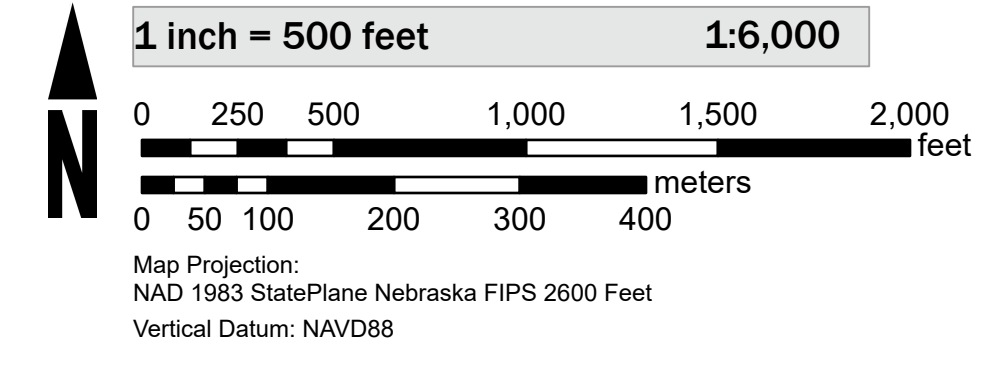 1 inch = 500 feet 1:6,000
0 250 500 1,000 1,500 2,000
feet
meters
0 50 100 200 300 400
N
Map Projection:
NAD 1983 StatePlane Nebraska FIPS 2600 Feet
Vertical Datum: NAVD88